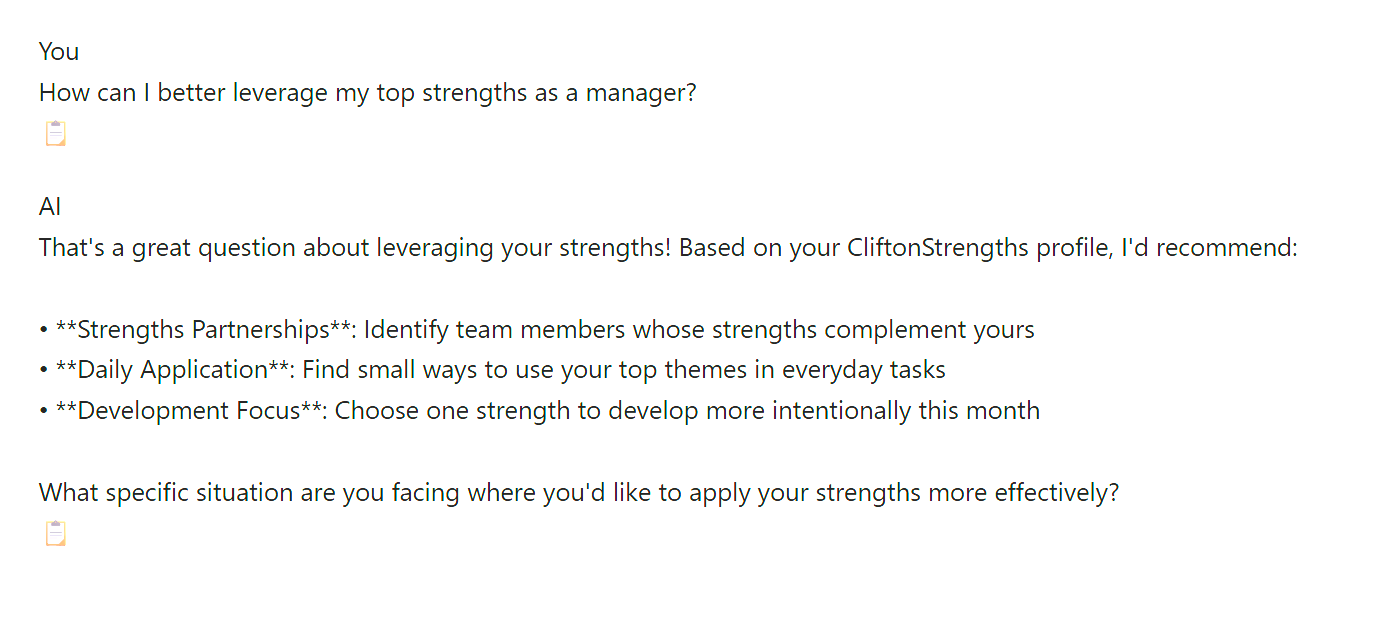 You
How can I better leverage my top strengths as a manager?
AI
That's a great question about leveraging your strengths! Based on your CliftonStrengths profile, I'd recommend:
• **Strengths Partnerships**: Identify team members whose strengths complement yours
• **Daily Application**: Find small ways to use your top themes in everyday tasks
• **Development Focus**: Choose one strength to develop more intentionally this month
What specific situation are you facing where you'd like to apply your strengths more effectively?